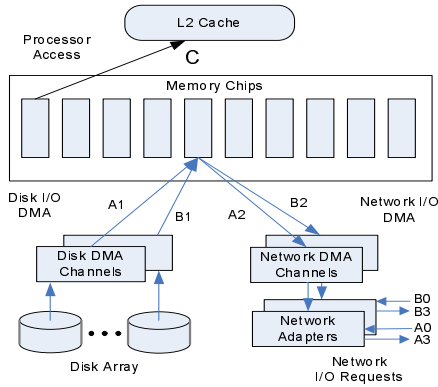 L2 Cache
Processor
Access
C
Memory Chips
Disk I/O
DMA
A1
B1
A2
B2
Network I/O
DMA
Disk DMA
Channels
Network DMA
Channels
B0
B3
A0
A3
Network
Adapters
Disk Array
Network
I/O Requests